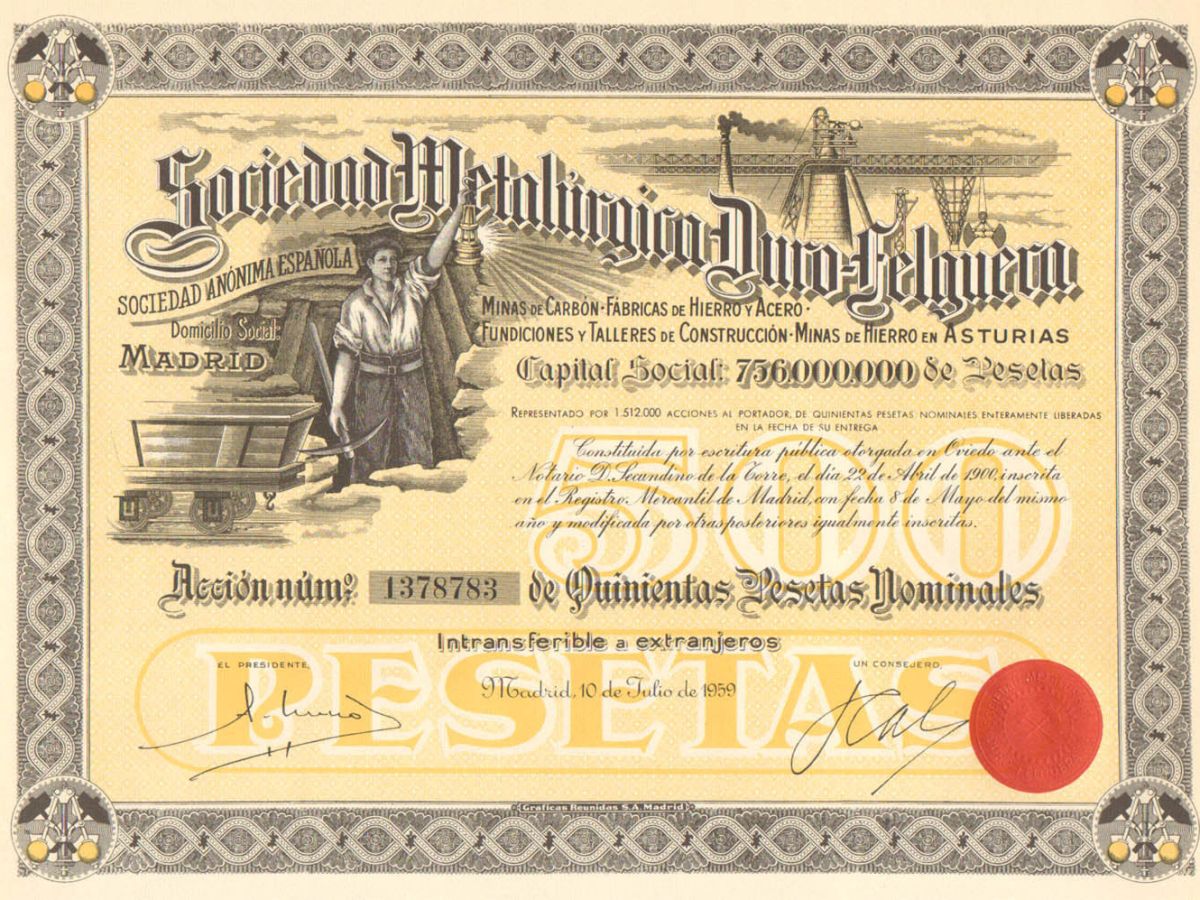 Sociedad Metalúrgica Duro-Felguera
SOCIEDAD ANÓNIMA ESPAÑOLA
Domicilio Social:
MADRID
MINAS DE CARBÓN · FÁBRICAS DE HIERRO Y ACERO ·
FUNDICIONES Y TALLERES DE CONSTRUCCIÓN · MINAS DE HIERRO EN ASTURIAS
Capital Social: 756.000.000 de Pesetas
REPRESENTADO POR 1.512.000 ACCIONES AL PORTADOR, DE QUINIENTAS PESETAS NOMINALES ENTERAMENTE LIBERADAS
EN LA FECHA DE SU ENTREGA
500
Constituida por escritura pública otorgada en Oviedo ante el
Notario D. Secundino de la Torre, el día 22 de Abril de 1900, inscrita
en el Registro Mercantil de Madrid, con fecha 8 de Mayo del mismo
año y modificada por otras posteriores igualmente inscritas.
Acción núm. 1378783 de Quinientas Pesetas Nominales
Intransferible a extranjeros
PESETAS
EL PRESIDENTE,
UN CONSEJERO,
Madrid, 10 de Julio de 1959
Gráficas Reunidas S.A. Madrid